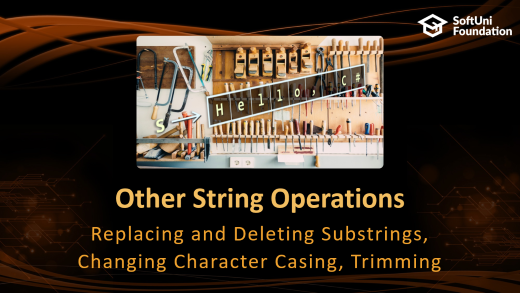 SoftUni
Foundation
Hello, C#
s
Other String Operations
Replacing and Deleting Substrings,
Changing Character Casing, Trimming